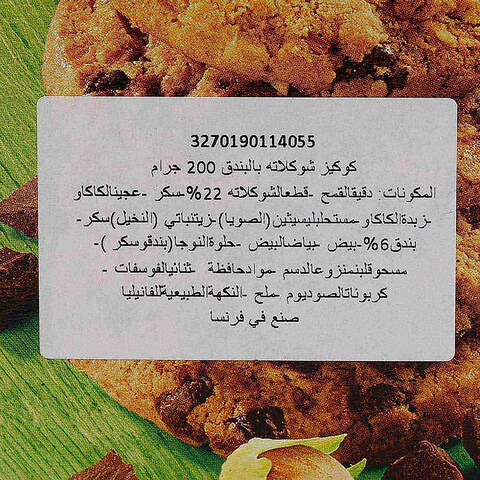 3270190114055
كوكيز شوكلاته بالبندق 200 جرام
المكونات: دقيقالقمح -قطعالشوكلاته 22%-سكر -عجينالكاكاو
-زبدةالكاكاو -مستحلبليسيثين(الصويا)-زيتنباتي (النخيل)سكر-
بندق6%-بيض -بياضالبيض -حلوةالنوجا(بندقوسكر )-
مسحوقلبنمنزوعالدسم -موادحافظة -ثنائيالفوسفات -
كربوناتالصوديوم -ملح -النكهةالطبيعيةللفانيليا
صنع في فرنسا